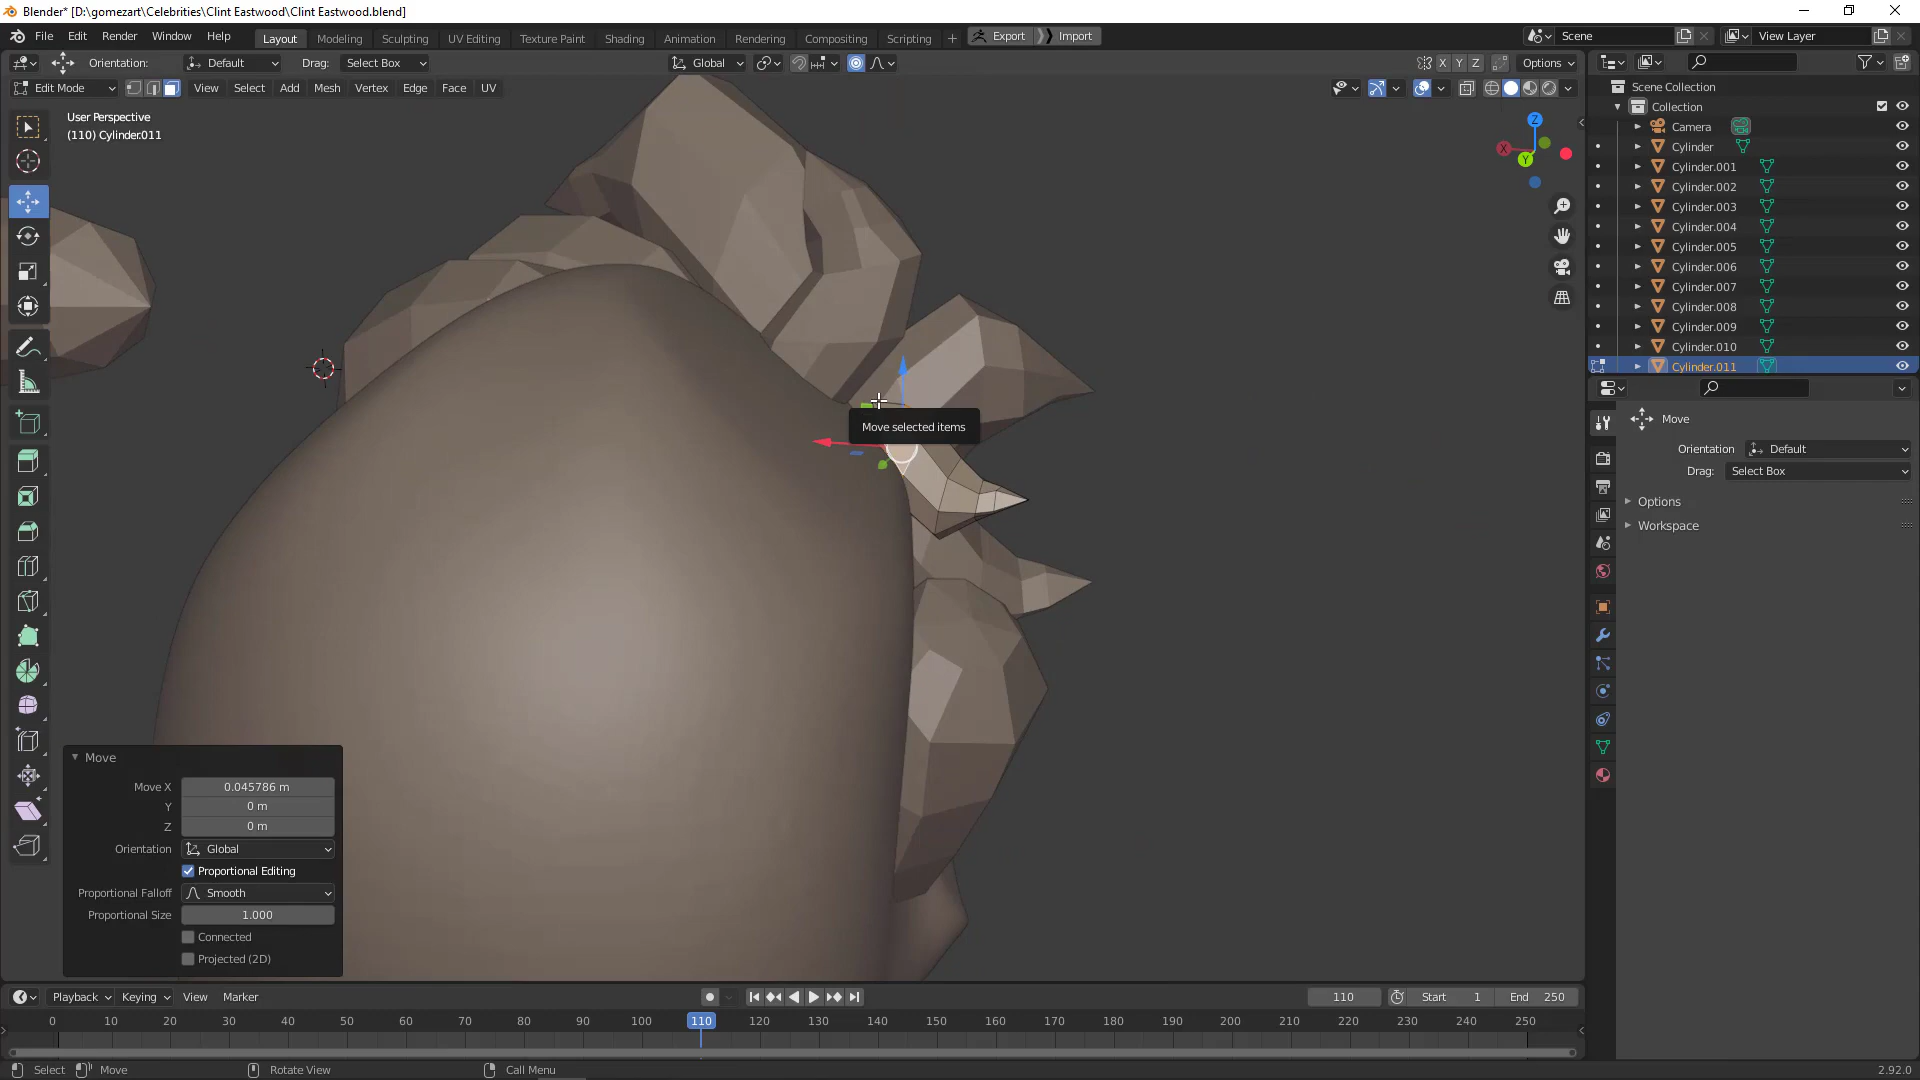 Blender* [D:\gomezart\Celebrities\Clint Eastwood\Clint Eastwood.blend]
File Edit Render Window Help Layout Modeling Sculpting UV Editing Texture Paint Shading Animation Rendering Compositing Scripting + Export Import Scene View Layer
Orientation: Default Drag: Select Box Global X Y Z Options
Edit Mode View Select Add Mesh Vertex Edge Face UV
User Perspective
(110) Cylinder.011
Z
X
Y
Move selected items
Scene Collection
Collection
Camera
Cylinder
Cylinder.001
Cylinder.002
Cylinder.003
Cylinder.004
Cylinder.005
Cylinder.006
Cylinder.007
Cylinder.008
Cylinder.009
Cylinder.010
Cylinder.011
Move
Orientation Default
Drag: Select Box
Options
Workspace
Move
Move X 0.045786 m
Y 0 m
Z 0 m
Orientation Global
Proportional Editing
Proportional Falloff Smooth
Proportional Size 1.000
Connected
Projected (2D)
Playback Keying View Marker 110 Start 1 End 250
0 10 20 30 40 50 60 70 80 90 100 110 120 130 140 150 160 170 180 190 200 210 220 230 240 250
Select Move Rotate View Call Menu 2.92.0